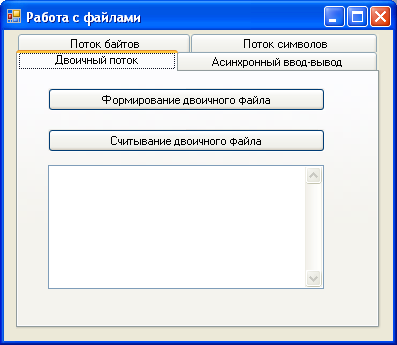 Работа с файлами
Поток байтов
Поток символов
Двоичный поток
Асинхронный ввод-вывод
Формирование двоичного файла
Считывание двоичного файла